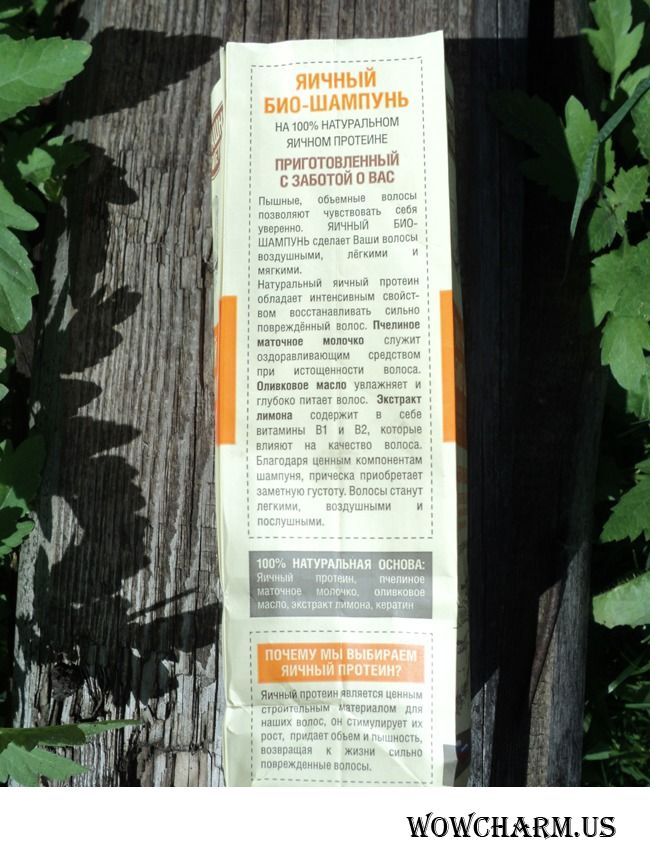 ЯИЧНЫЙ
БИО-ШАМПУНЬ
НА 100% НАТУРАЛЬНОМ
ЯИЧНОМ ПРОТЕИНЕ
ПРИГОТОВЛЕННЫЙ
С ЗАБОТОЙ О ВАС
Пышные, объемные волосы
позволяют чувствовать себя
уверенно. ЯИЧНЫЙ БИО-
ШАМПУНЬ сделает Ваши волосы
воздушными, лёгкими и
мягкими.
Натуральный яичный протеин
обладает интенсивным свойст-
вом восстанавливать сильно
повреждённый волос. Пчелиное
маточное молочко служит
оздоравливающим средством
при истощенности волоса.
Оливковое масло увлажняет и
глубоко питает волос. Экстракт
лимона содержит в себе
витамины В1 и В2, которые
влияют на качество волоса.
Благодаря ценным компонентам
шампуня, прическа приобретает
заметную густоту. Волосы станут
легкими, воздушными и
послушными.
100% НАТУРАЛЬНАЯ ОСНОВА:
Яичный протеин, пчелиное
маточное молочко, оливковое
масло, экстракт лимона, кератин
ПОЧЕМУ МЫ ВЫБИРАЕМ
ЯИЧНЫЙ ПРОТЕИН?
Яичный протеин является ценным
строительным материалом для
наших волос, он стимулирует их
рост, придает объем и пышность,
возвращая к жизни сильно
поврежденные волосы.
WOWCHARM.US